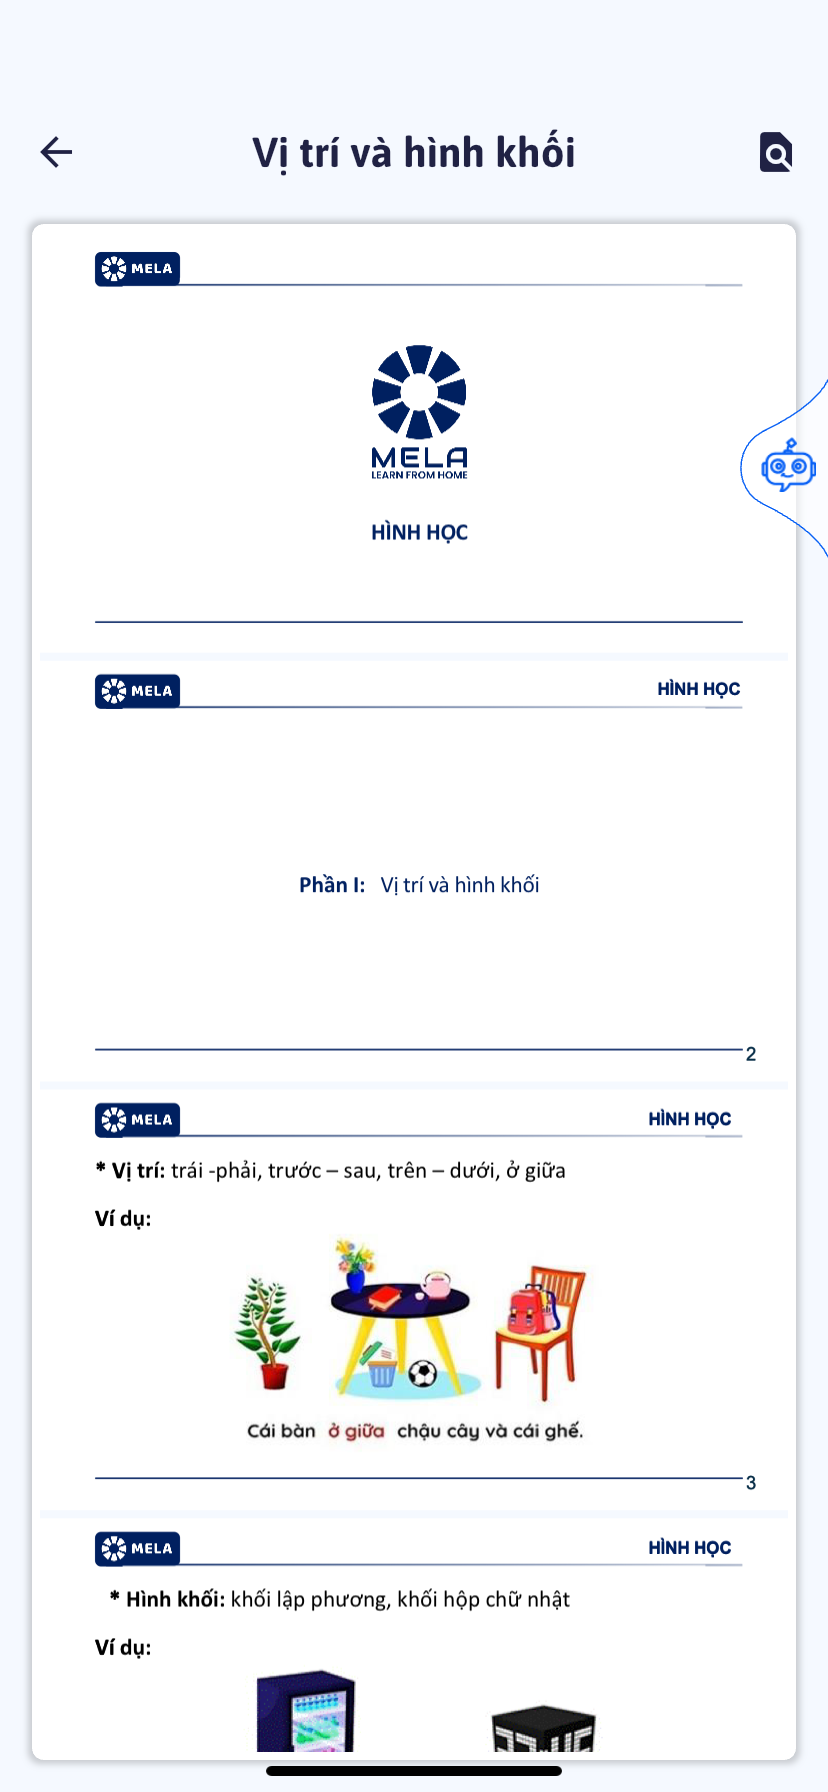 Vị trí và hình khối
MELA
MELA
LEARN FROM HOME
HÌNH HỌC
MELA
HÌNH HỌC
Phần I: Vị trí và hình khối
2
MELA
HÌNH HỌC
* Vị trí: trái -phải, trước – sau, trên – dưới, ở giữa
Ví dụ:
Cái bàn ở giữa chậu cây và cái ghế.
3
MELA
HÌNH HỌC
* Hình khối: khối lập phương, khối hộp chữ nhật
Ví dụ: